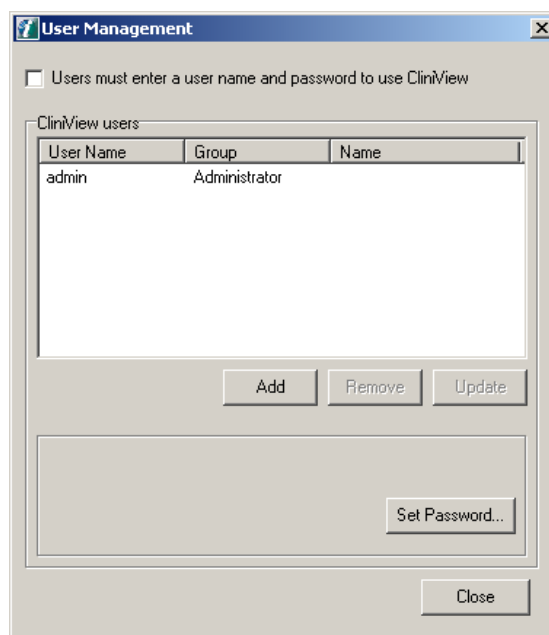 User Management
Users must enter a user name and password to use CliniView
CliniView users
User Name Group Name
admin Administrator
Add Remove Update
Set Password...
Close